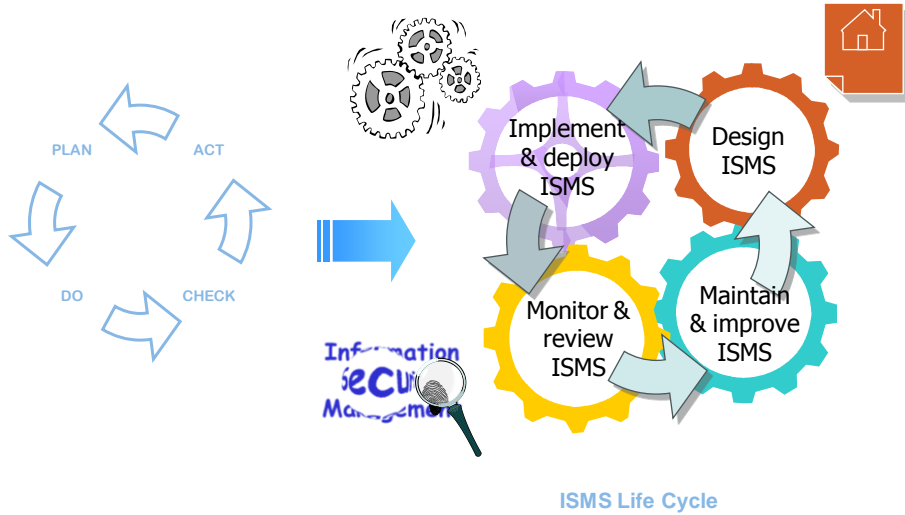 PLAN
ACT
DO
CHECK
Implement
& deploy
ISMS
Design
ISMS
Monitor &
review
ISMS
Maintain
& improve
ISMS
Management
ISMS Life Cycle